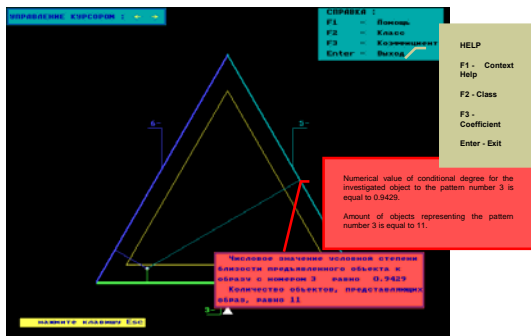 УПРАВЛЕНИЕ КУРСОРОМ : ← →
СПРАВКА :
F1 – Помощь
F2 – Класс
F3 – Коэффициент
Enter – Выход
HELP
F1 - Context
Help
F2 - Class
F3 -
Coefficient
Enter - Exit
6-
5-
Numerical value of conditional degree for the
investigated object to the pattern number 3 is
equal to 0.9429.
Amount of objects representing the pattern
number 3 is equal to 11.
Числовое значение условной степени
близости предъявленного объекта к
образу с номером 3 равно 0.9429
Количество объектов, представляющих
образ, равно 11
3-
НАЖМИТЕ КЛАВИШУ Esc